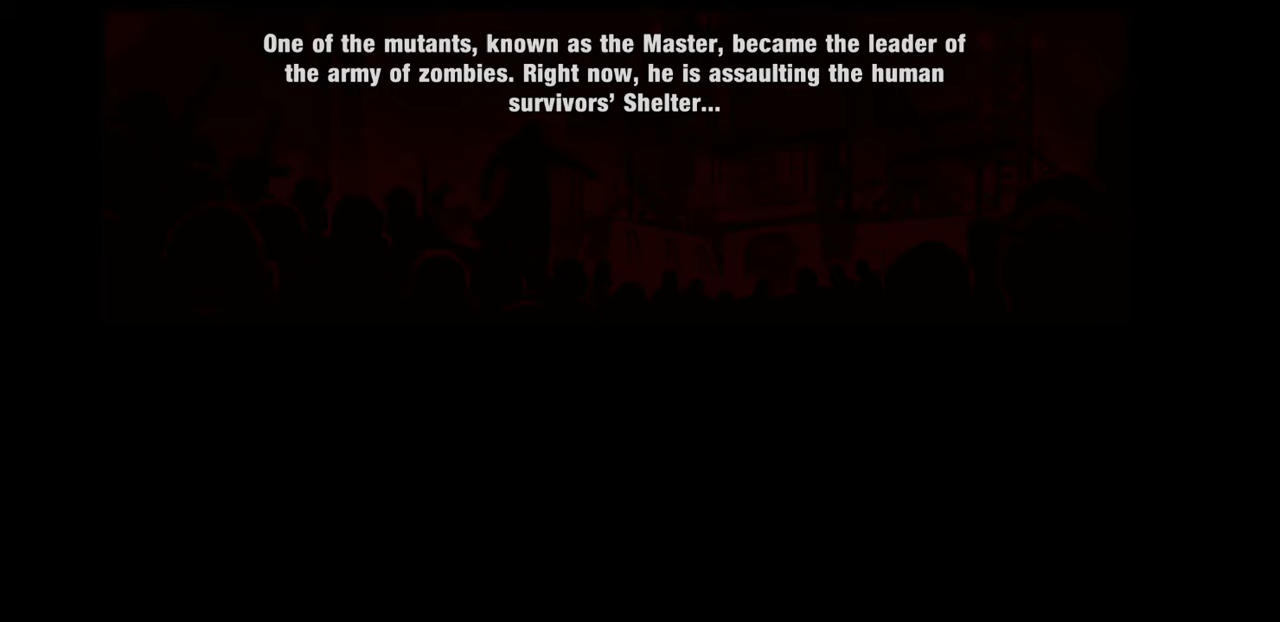 One of the mutants, known as the Master, became the leader of
the army of zombies. Right now, he is assaulting the human
survivors’ Shelter...